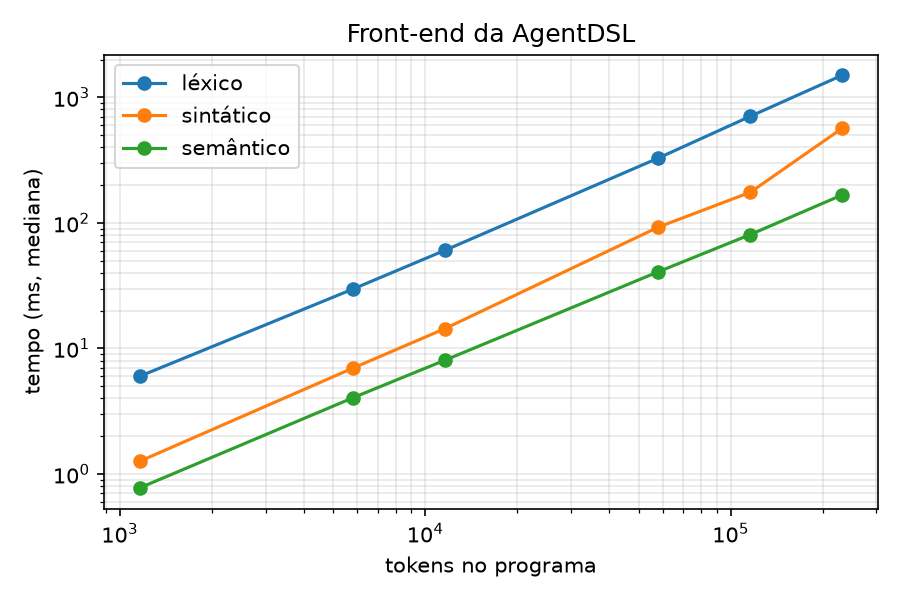 Front-end da AgentDSL
léxico
sintático
semântico
tempo (ms, mediana)
10³
10²
10¹
10⁰
10³ 10⁴ 10⁵
tokens no programa